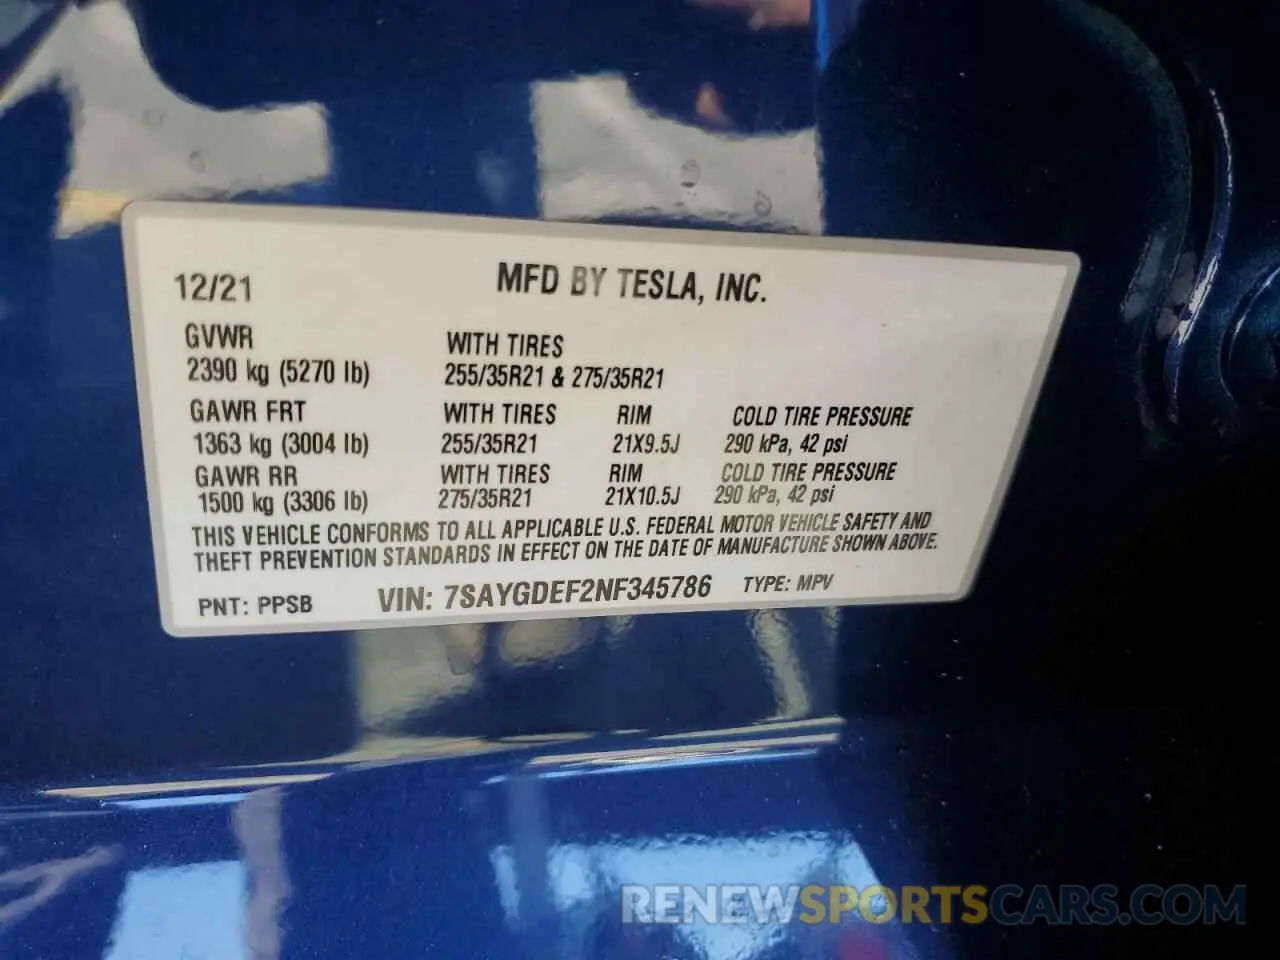 12/21 MFD BY TESLA, INC.
GVWR WITH TIRES
2390 kg (5270 lb) 255/35R21 & 275/35R21
GAWR FRT WITH TIRES RIM COLD TIRE PRESSURE
1363 kg (3004 lb) 255/35R21 21X9.5J 290 kPa, 42 psi
GAWR RR WITH TIRES RIM COLD TIRE PRESSURE
1500 kg (3306 lb) 275/35R21 21X10.5J 290 kPa, 42 psi
THIS VEHICLE CONFORMS TO ALL APPLICABLE U.S. FEDERAL MOTOR VEHICLE SAFETY AND
THEFT PREVENTION STANDARDS IN EFFECT ON THE DATE OF MANUFACTURE SHOWN ABOVE.
PNT: PPSB VIN: 7SAYGDEF2NF345786 TYPE: MPV
RENEWSPORTSCARS.COM